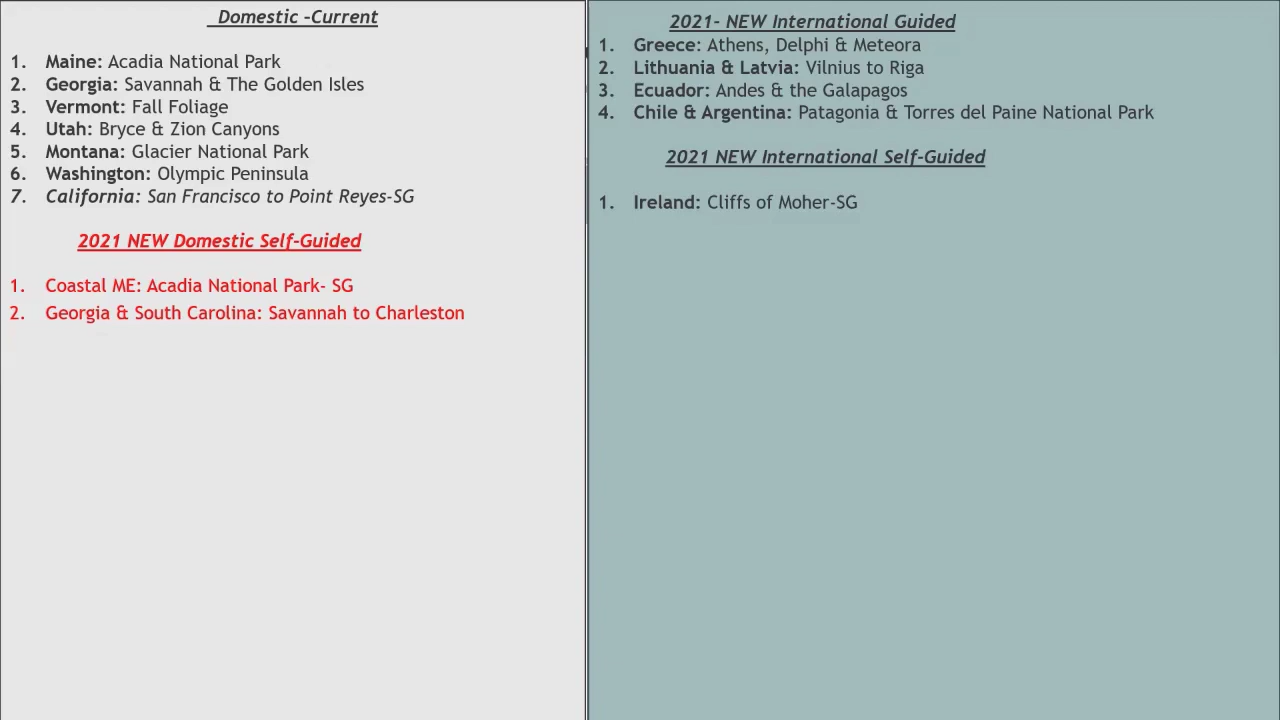 Domestic -Current
1. Maine: Acadia National Park
2. Georgia: Savannah & The Golden Isles
3. Vermont: Fall Foliage
4. Utah: Bryce & Zion Canyons
5. Montana: Glacier National Park
6. Washington: Olympic Peninsula
7. California: San Francisco to Point Reyes-SG
2021 NEW Domestic Self-Guided
1. Coastal ME: Acadia National Park- SG
2. Georgia & South Carolina: Savannah to Charleston
2021- NEW International Guided
1. Greece: Athens, Delphi & Meteora
2. Lithuania & Latvia: Vilnius to Riga
3. Ecuador: Andes & the Galapagos
4. Chile & Argentina: Patagonia & Torres del Paine National Park
2021 NEW International Self-Guided
1. Ireland: Cliffs of Moher-SG